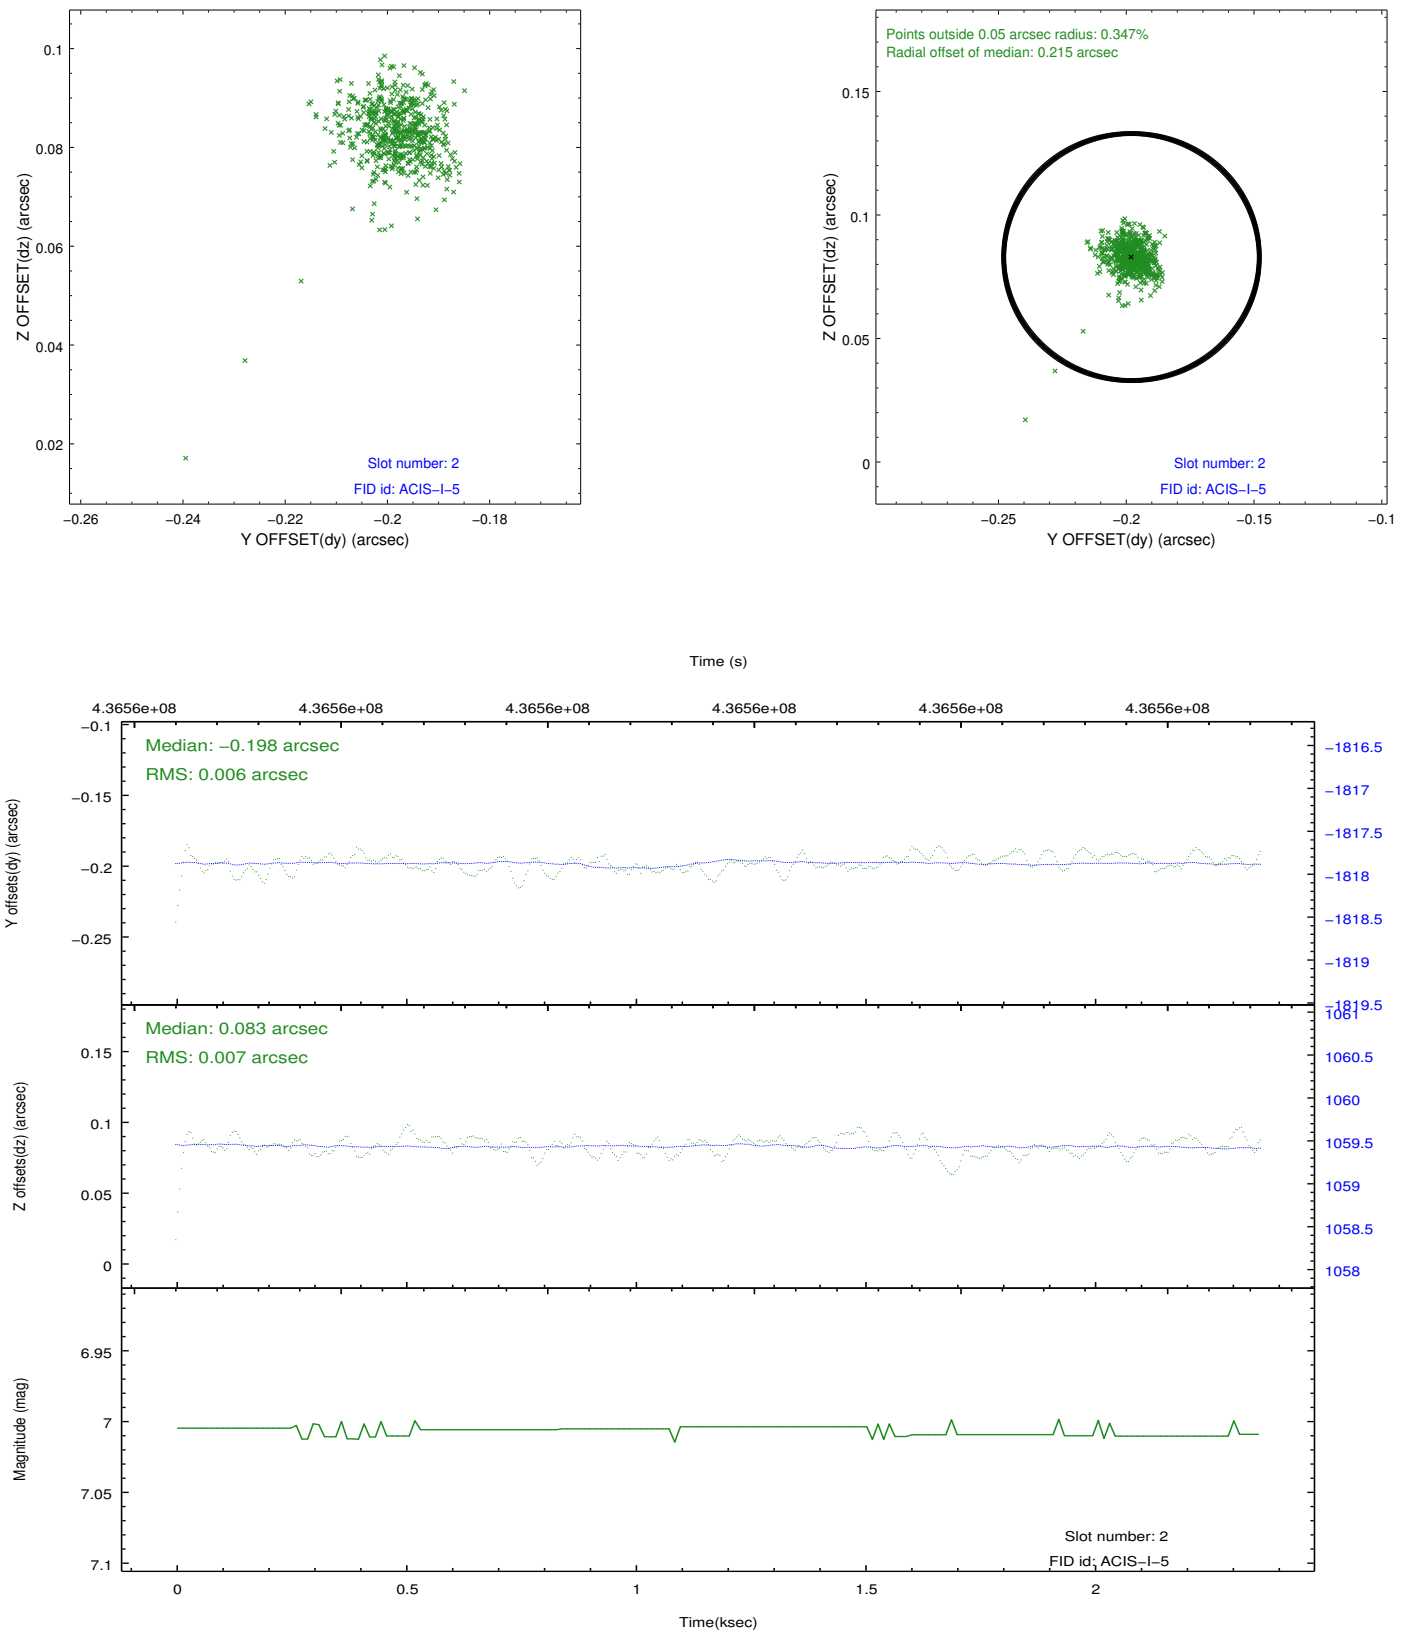 0.1
0.08
0.06
0.04
0.02
Z OFFSET(dz) (arcsec)
Slot number: 2
FID id: ACIS−I−5
−0.26 −0.24 −0.22 −0.2 −0.18
Y OFFSET(dy) (arcsec)
Points outside 0.05 arcsec radius: 0.347%
Radial offset of median: 0.215 arcsec
0.15
0.1
0.05
0
Z OFFSET(dz) (arcsec)
Slot number: 2
FID id: ACIS−I−5
−0.25 −0.2 −0.15 −0.1
Y OFFSET(dy) (arcsec)
Time (s)
4.3656e+08 4.3656e+08 4.3656e+08 4.3656e+08 4.3656e+08 4.3656e+08
−0.1
−0.15
−0.2
−0.25
Y offsets(dy) (arcsec)
Median: −0.198 arcsec
RMS: 0.006 arcsec
−1816.5
−1817
−1817.5
−1818
−1818.5
−1819
−1819.5
0.15
0.1
0.05
0
Z offsets(dz) (arcsec)
Median: 0.083 arcsec
RMS: 0.007 arcsec
1061
1060.5
1060
1059.5
1059
1058.5
1058
6.95
7
7.05
7.1
Magnitude (mag)
Slot number: 2
FID id: ACIS−I−5
0 0.5 1 1.5 2
Time(ksec)